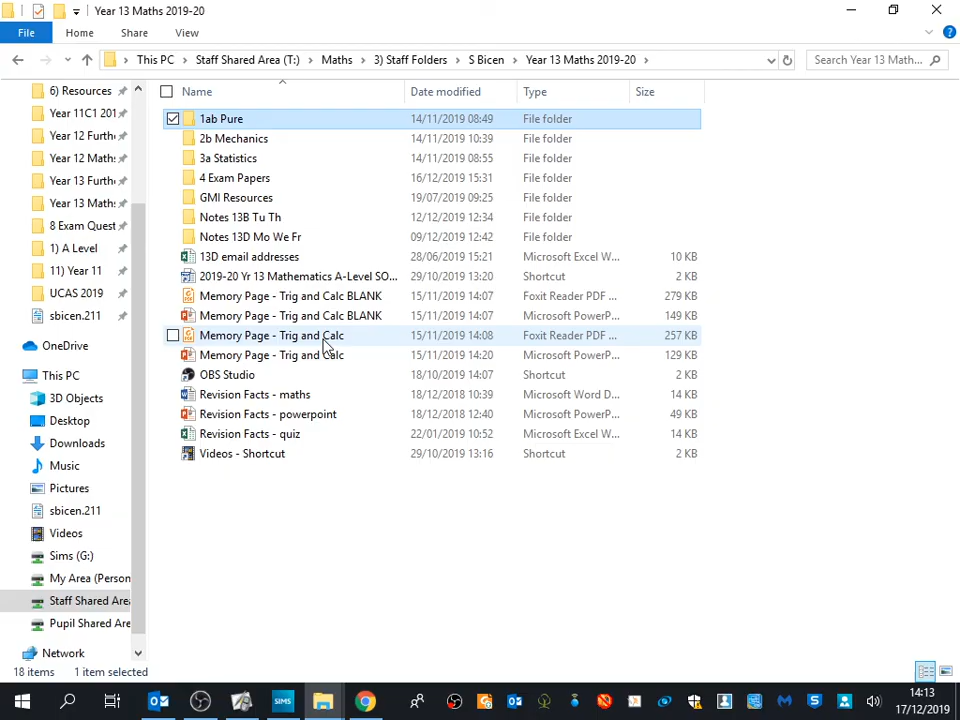 Year 13 Maths 2019-20
File Home Share View
This PC Staff Shared Area (T:) Maths 3) Staff Folders S Bicen Year 13 Maths 2019-20 Search Year 13 Math...
Name Date modified Type Size
6) Resources
Year 11C1 201
Year 12 Furth
Year 12 Maths
Year 13 Furth
Year 13 Maths
8 Exam Quest
1) A Level
11) Year 11
UCAS 2019
sbicen.211
OneDrive
This PC
3D Objects
Desktop
Downloads
Music
Pictures
sbicen.211
Videos
Sims (G:)
My Area (Person
Staff Shared Area
Pupil Shared Are
Network
1ab Pure 14/11/2019 08:49 File folder
2b Mechanics 14/11/2019 10:39 File folder
3a Statistics 14/11/2019 08:55 File folder
4 Exam Papers 16/12/2019 15:31 File folder
GMI Resources 19/07/2019 09:25 File folder
Notes 13B Tu Th 12/12/2019 12:34 File folder
Notes 13D Mo We Fr 09/12/2019 12:42 File folder
13D email addresses 28/06/2019 15:21 Microsoft Excel W... 10 KB
2019-20 Yr 13 Mathematics A-Level SO... 29/10/2019 13:20 Shortcut 2 KB
Memory Page - Trig and Calc BLANK 15/11/2019 14:07 Foxit Reader PDF ... 279 KB
Memory Page - Trig and Calc BLANK 15/11/2019 14:07 Microsoft PowerP... 149 KB
Memory Page - Trig and Calc 15/11/2019 14:08 Foxit Reader PDF ... 257 KB
Memory Page - Trig and Calc 15/11/2019 14:20 Microsoft PowerP... 129 KB
OBS Studio 18/10/2019 14:07 Shortcut 2 KB
Revision Facts - maths 18/12/2018 10:39 Microsoft Word D... 14 KB
Revision Facts - powerpoint 18/12/2018 12:40 Microsoft PowerP... 49 KB
Revision Facts - quiz 22/01/2019 10:52 Microsoft Excel W... 14 KB
Videos - Shortcut 29/10/2019 13:16 Shortcut 2 KB
18 items 1 item selected
SIMS
14:13
17/12/2019